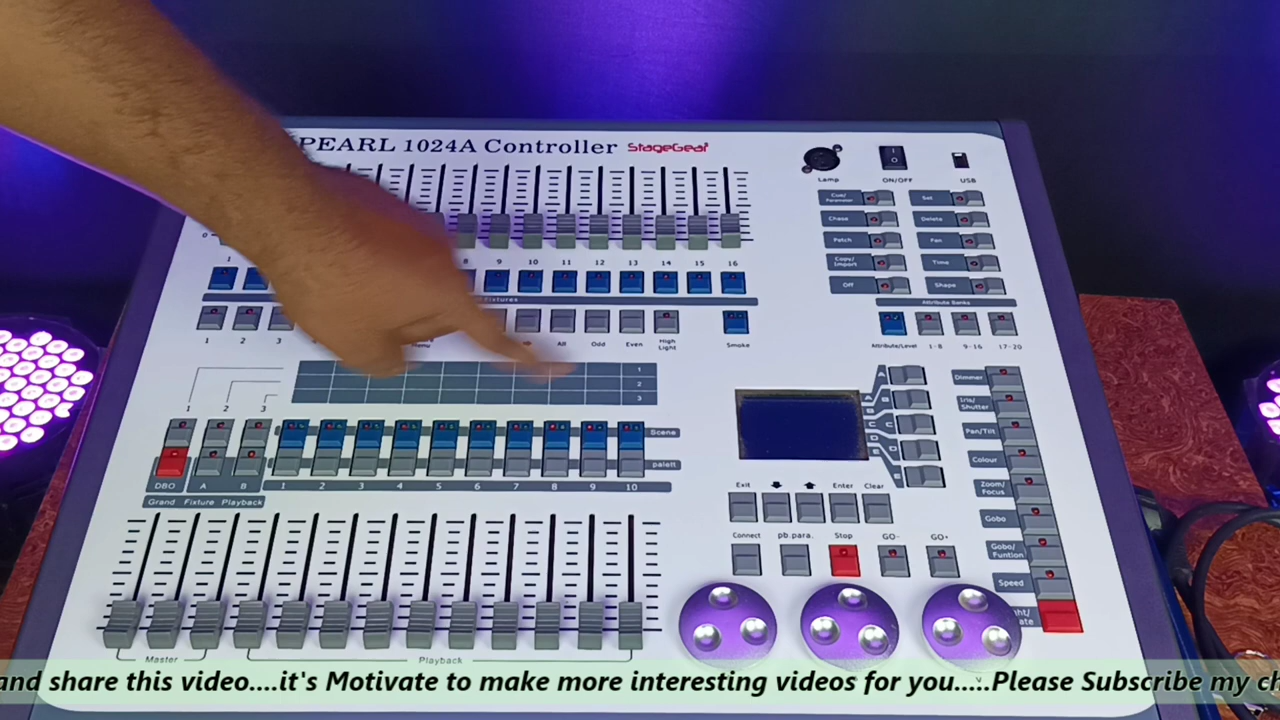 PEARL 1024A Controller StageGear
Lamp ON/OFF USB
Cue/Parameter Set
Chase Delete
Patch Fan
Copy/Import Time
Off Shape
Attribute Banks
Attribute/Level 1-8 9-16 17-20
0
1 8 9 10 11 12 13 14 15 16
Fixtures
1 2 3 Menu All Odd Even High Light Smoke
1
2
3
1 2 3
Scene
palett
DBO A B 1 2 3 4 5 6 7 8 9 10
Grand Fixture Playback
A
B
C
D
E
Dimmer
Iris/Shutter
Pan/Tilt
Colour
Zoom/Focus
Gobo
Gobo/Funtion
Speed
Exit Enter Clear
Connect pb.para. Stop GO- GO+
Master Playback
and share this video....it's Motivate to make more interesting videos for you.....Please Subscribe my ch